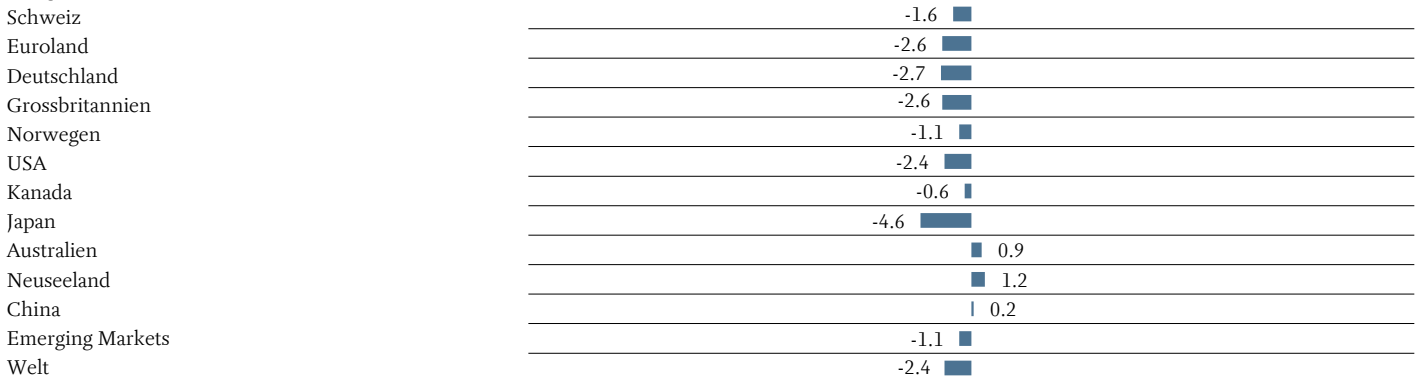 Schweiz -1.6
Euroland -2.6
Deutschland -2.7
Grossbritannien -2.6
Norwegen -1.1
USA -2.4
Kanada -0.6
Japan -4.6
Australien 0.9
Neuseeland 1.2
China 0.2
Emerging Markets -1.1
Welt -2.4